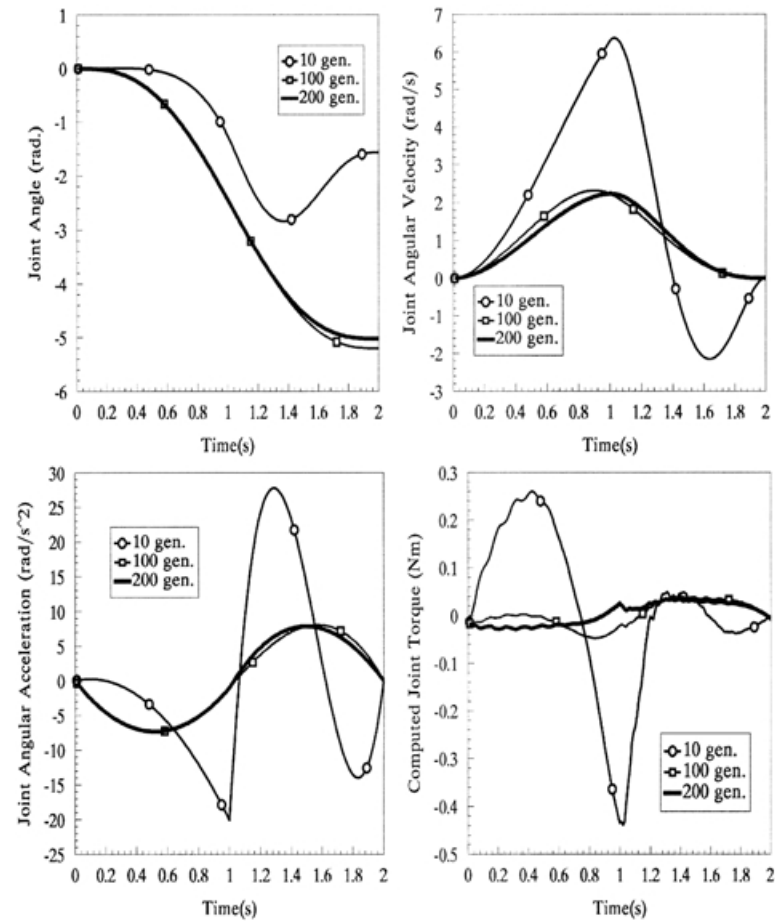 Joint Angle (rad.)
1
0
-1
-2
-3
-4
-5
-6
10 gen.
100 gen.
200 gen.
0 0.2 0.4 0.6 0.8 1 1.2 1.4 1.6 1.8 2
Time(s)
Joint Angular Velocity (rad/s)
7
6
5
4
3
2
1
0
-1
-2
-3
10 gen.
100 gen.
200 gen.
0 0.2 0.4 0.6 0.8 1 1.2 1.4 1.6 1.8 2
Time(s)
Joint Angular Acceleration (rad/s^2)
30
25
20
15
10
5
0
-5
-10
-15
-20
-25
10 gen.
100 gen.
200 gen.
0 0.2 0.4 0.6 0.8 1 1.2 1.4 1.6 1.8 2
Time(s)
Computed Joint Torque (Nm)
0.3
0.2
0.1
0
-0.1
-0.2
-0.3
-0.4
-0.5
10 gen.
100 gen.
200 gen.
0 0.2 0.4 0.6 0.8 1 1.2 1.4 1.6 1.8 2
Time(s)